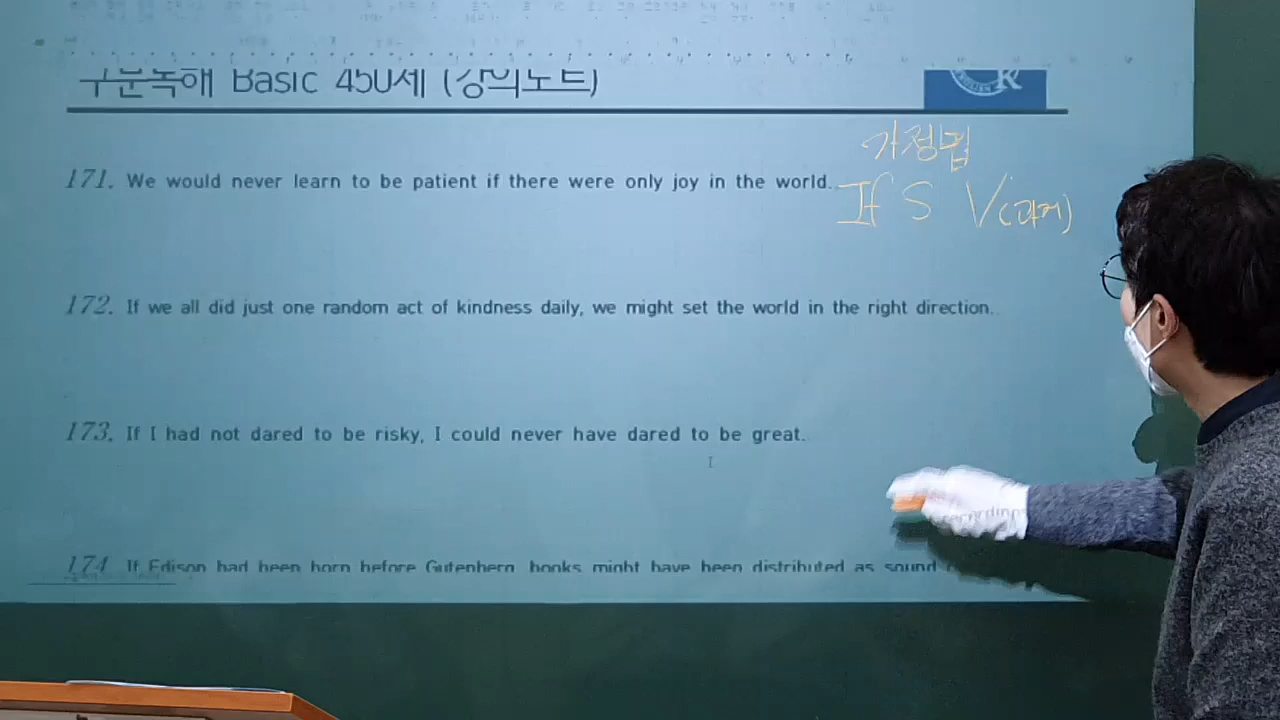 구문독해 Basic 450제 (강의노트)
K
가정법
171. We would never learn to be patient if there were only joy in the world.
If S V(과거)
172. If we all did just one random act of kindness daily, we might set the world in the right direction.
173. If I had not dared to be risky, I could never have dared to be great.
174. If Edison had been born before Gutenberg, books might have been distributed as sound
recording